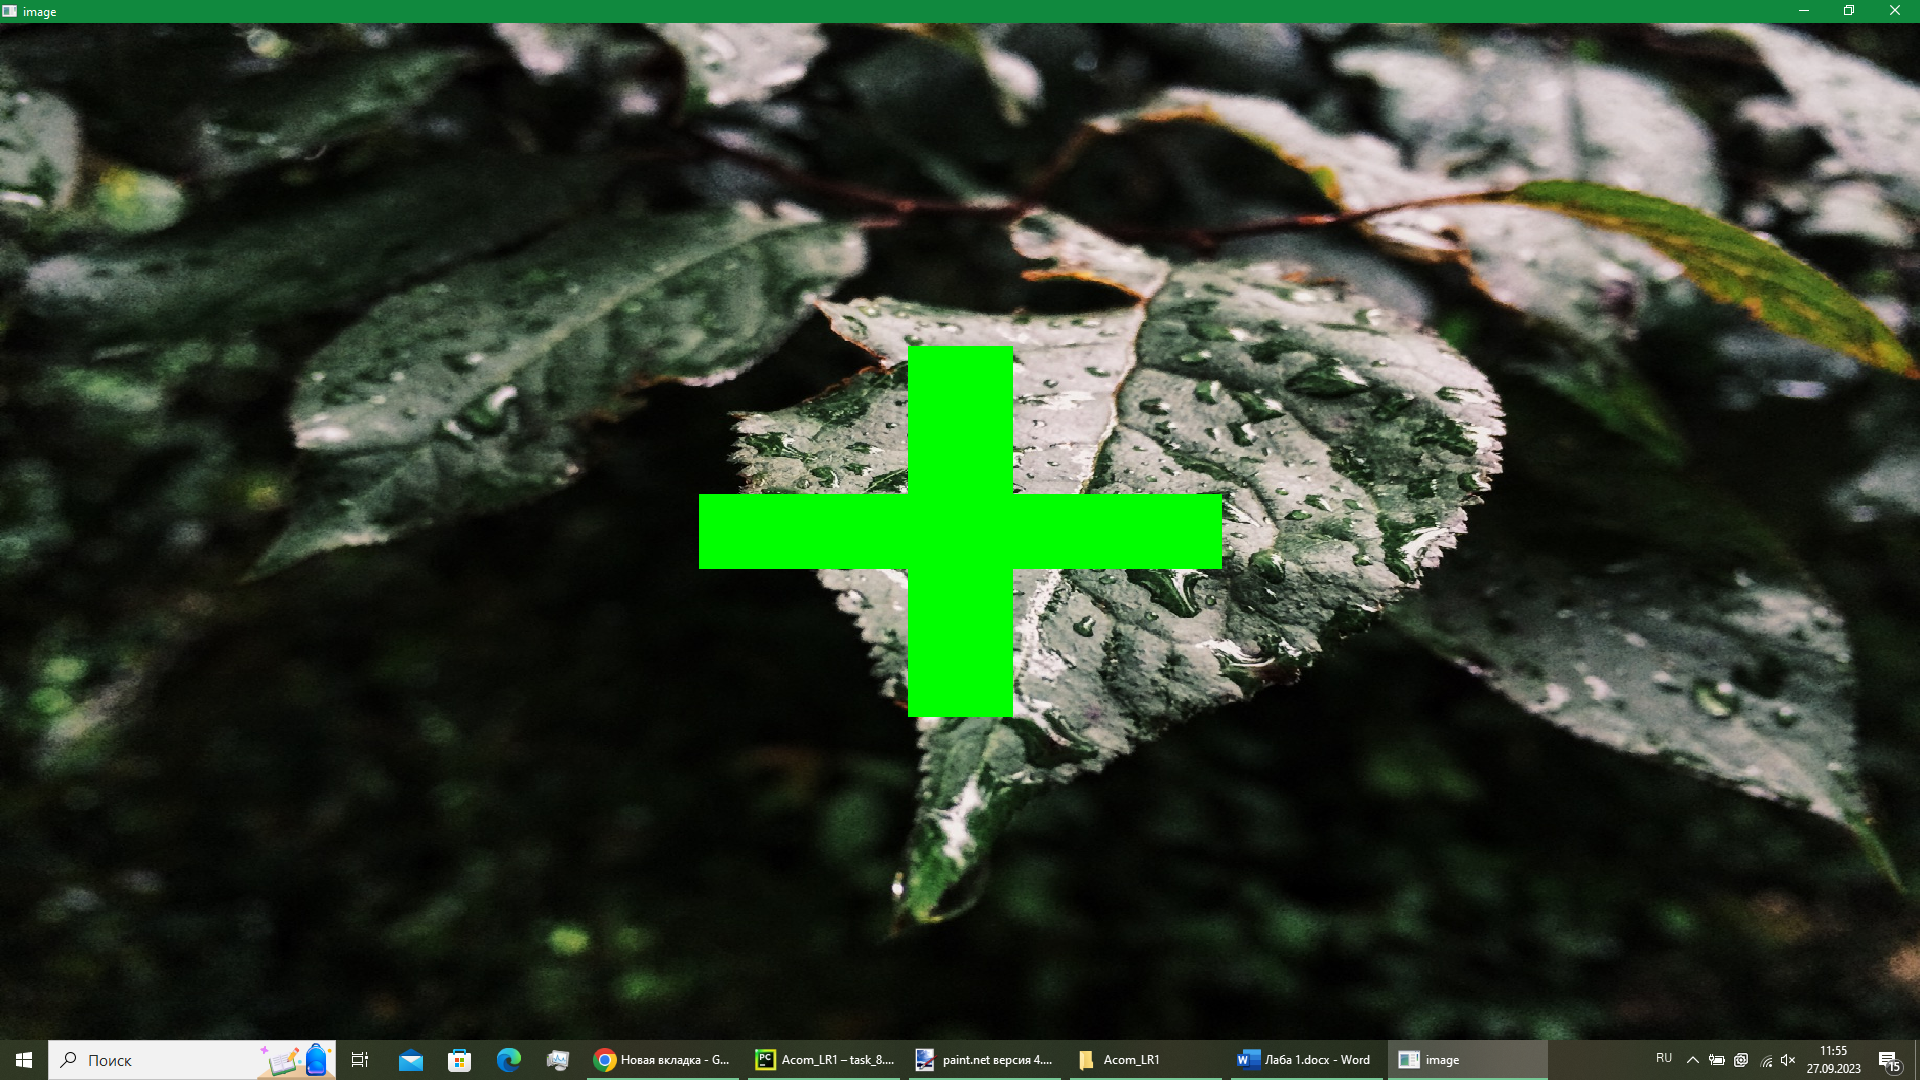 image
Поиск
Новая вкладка - G...
Acom_LR1 – task_8....
paint.net версия 4....
Acom_LR1
Лаба 1.docx - Word
image
RU
11:55
27.09.2023
15